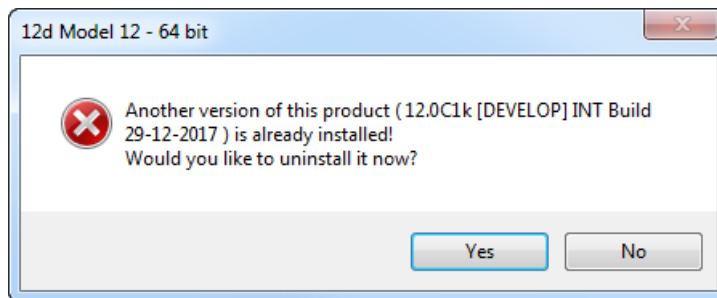 12d Model 12 - 64 bit
Another version of this product ( 12.0C1k [DEVELOP] INT Build
29-12-2017 ) is already installed!
Would you like to uninstall it now?
Yes
No